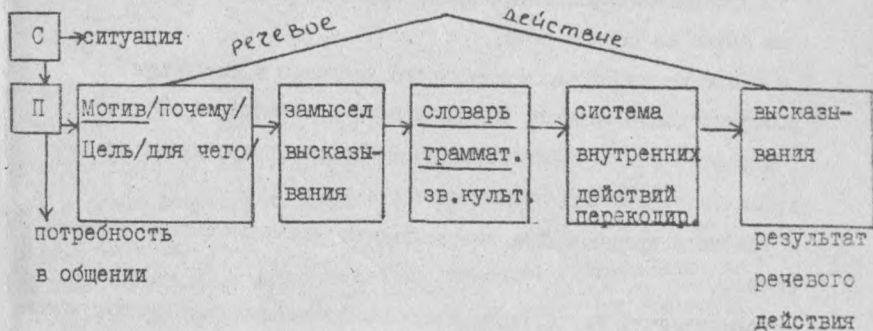 речевое действие
С ситуация
П
Мотив/почему/
Цель/для чего/
замысел
высказы-
вания
словарь
граммат.
зв.культ.
система
внутренних
действий
перекодир.
высказы-
вания
потребность
в общении
результат
речевого
действия